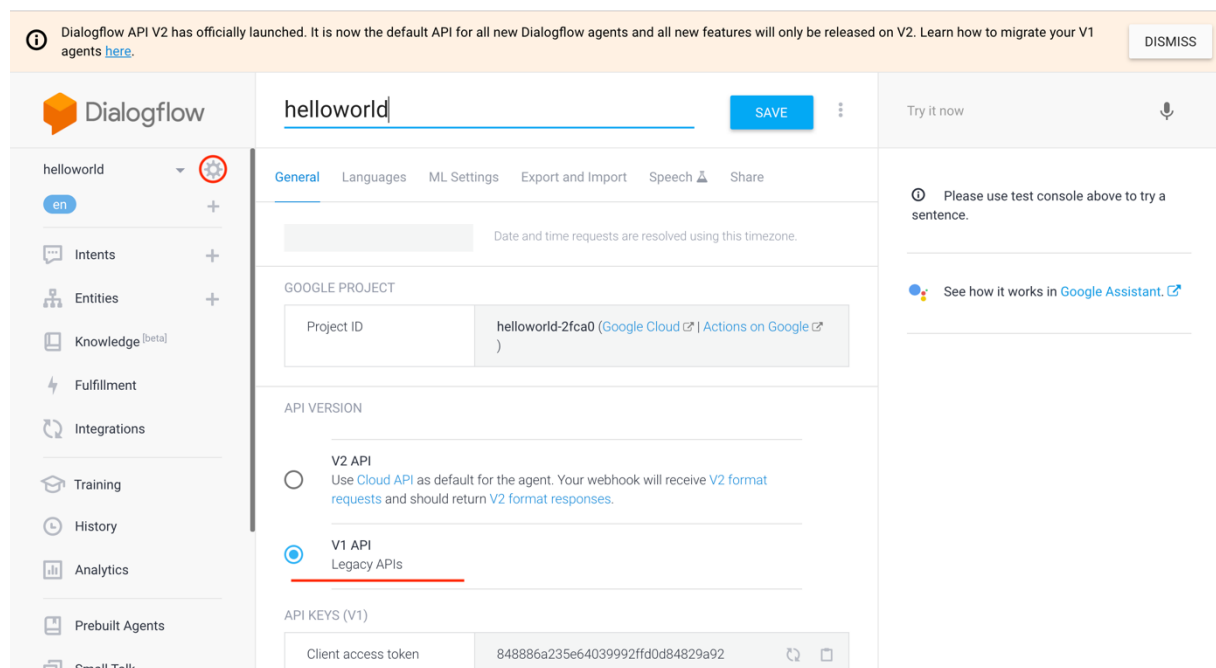 Dialogflow API V2 has officially launched. It is now the default API for all new Dialogflow agents and all new features will only be released on V2. Learn how to migrate your V1
agents here.
DISMISS
Dialogflow
helloworld
SAVE
Try it now
helloworld
en
General Languages ML Settings Export and Import Speech Share
Date and time requests are resolved using this timezone.
Please use test console above to try a
sentence.
See how it works in Google Assistant.
Intents
Entities
Knowledge [beta]
Fulfillment
Integrations
Training
History
Analytics
Prebuilt Agents
Small Talk
GOOGLE PROJECT
Project ID
helloworld-2fca0 (Google Cloud | Actions on Google
)
API VERSION
V2 API
Use Cloud API as default for the agent. Your webhook will receive V2 format
requests and should return V2 format responses.
V1 API
Legacy APIs
API KEYS (V1)
Client access token
848886a235e64039992ffd0d84829a92